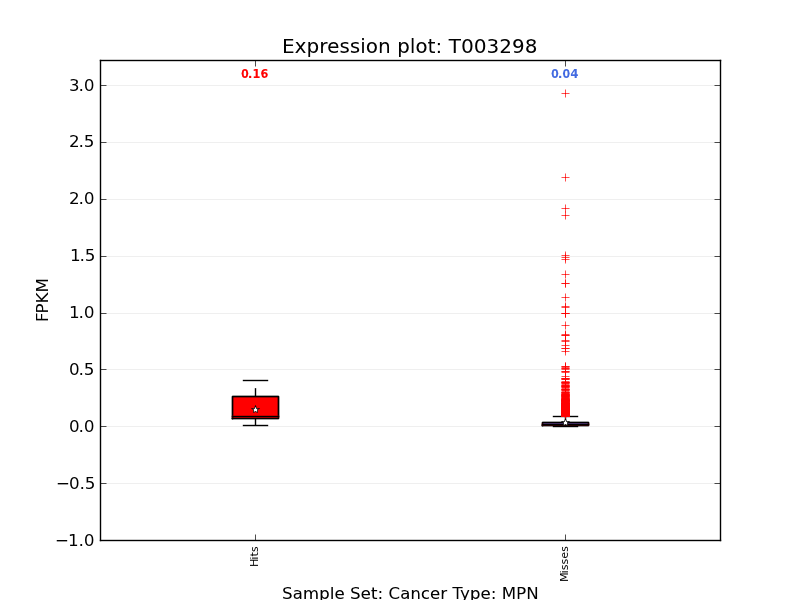 Expression plot: T003298
0.16
0.04
3.0
2.5
2.0
1.5
1.0
0.5
0.0
−0.5
−1.0
FPKM
Hits
Misses
Sample Set: Cancer Type: MPN